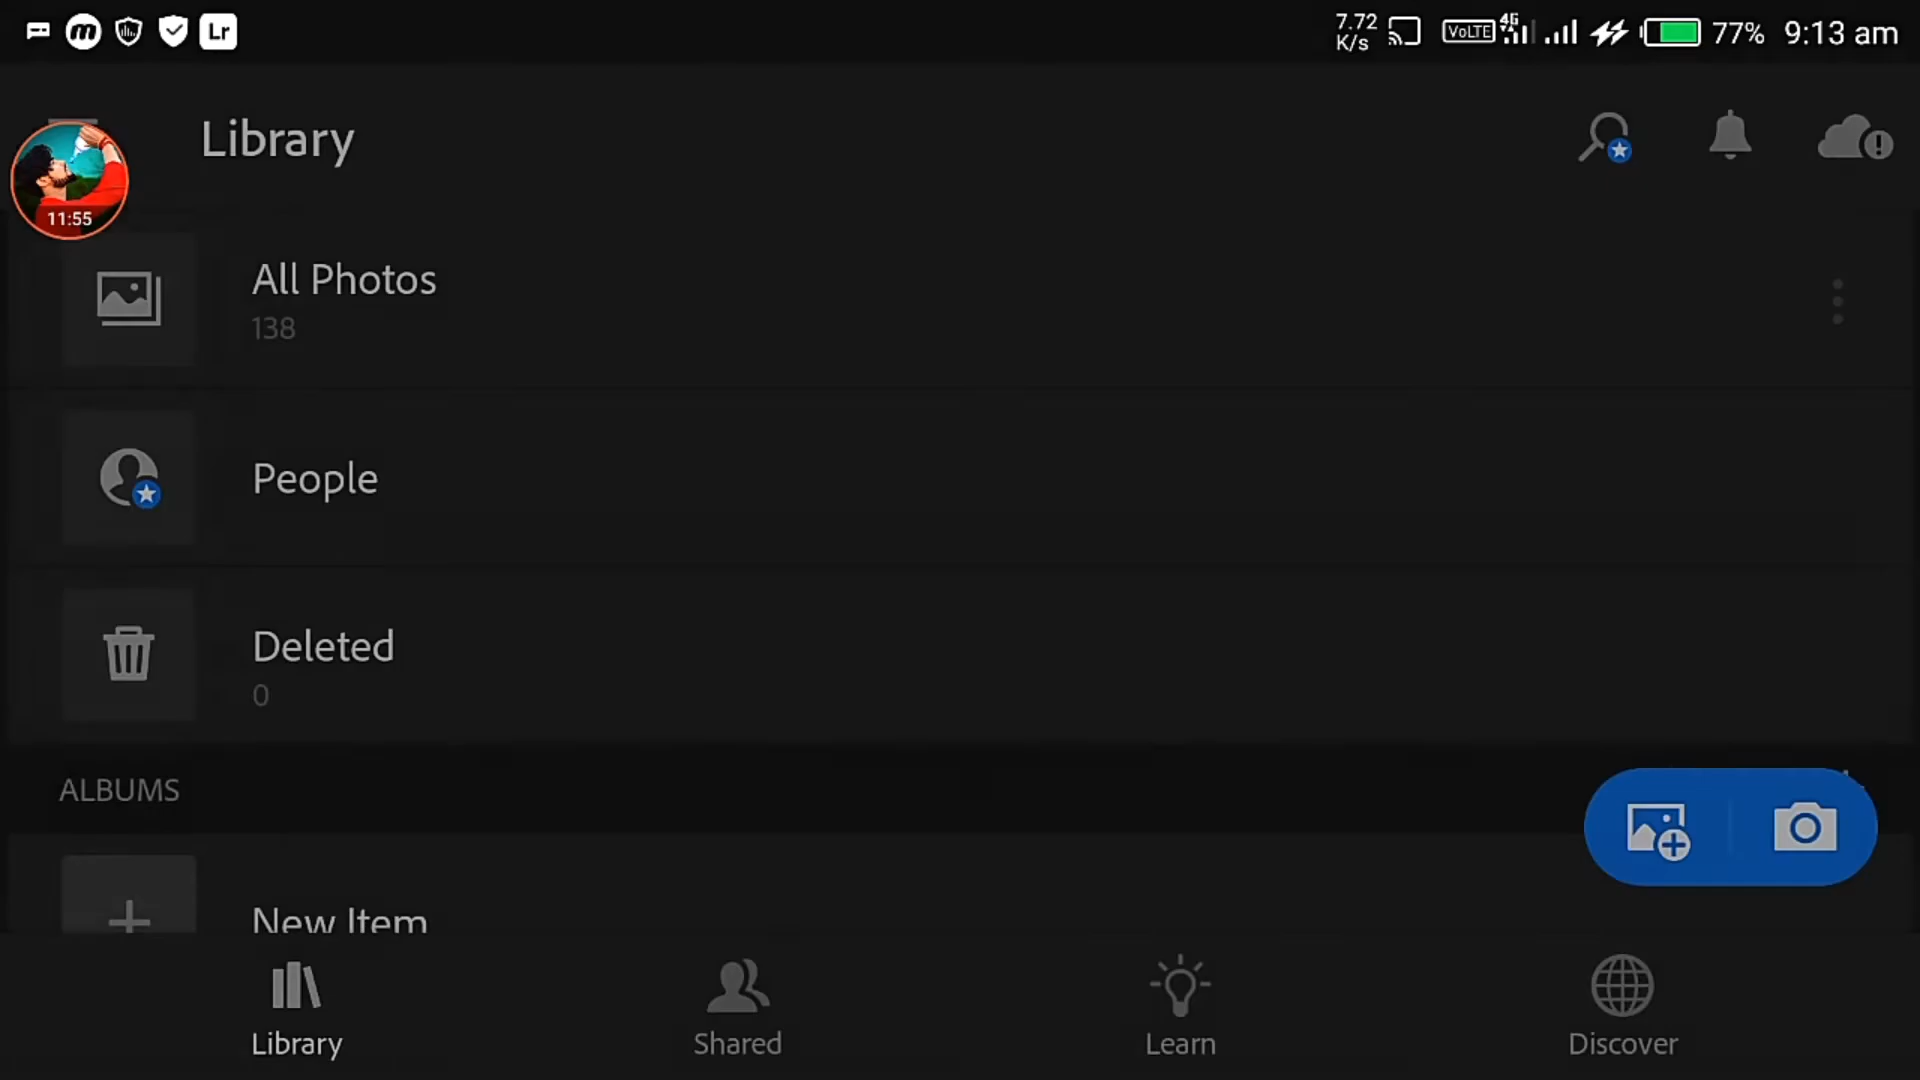 m Lr 7.72 K/s VoLTE 4G 77% 9:13 am
Library
11:55
All Photos
138
People
Deleted
0
ALBUMS
New Item
Library Shared Learn Discover